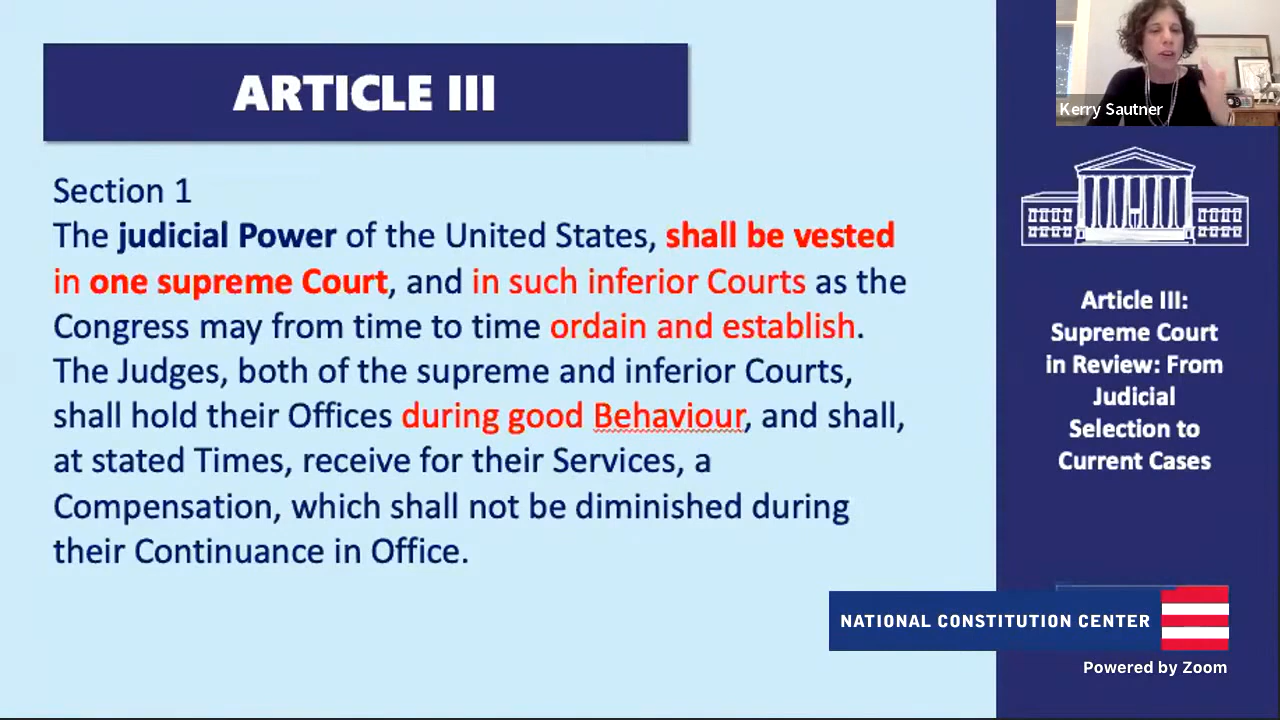 ARTICLE III
Section 1
The judicial Power of the United States, shall be vested
in one supreme Court, and in such inferior Courts as the
Congress may from time to time ordain and establish.
The Judges, both of the supreme and inferior Courts,
shall hold their Offices during good Behaviour, and shall,
at stated Times, receive for their Services, a
Compensation, which shall not be diminished during
their Continuance in Office.
Kerry Sautner
Article III:
Supreme Court
in Review: From
Judicial
Selection to
Current Cases
NATIONAL CONSTITUTION CENTER
Powered by Zoom